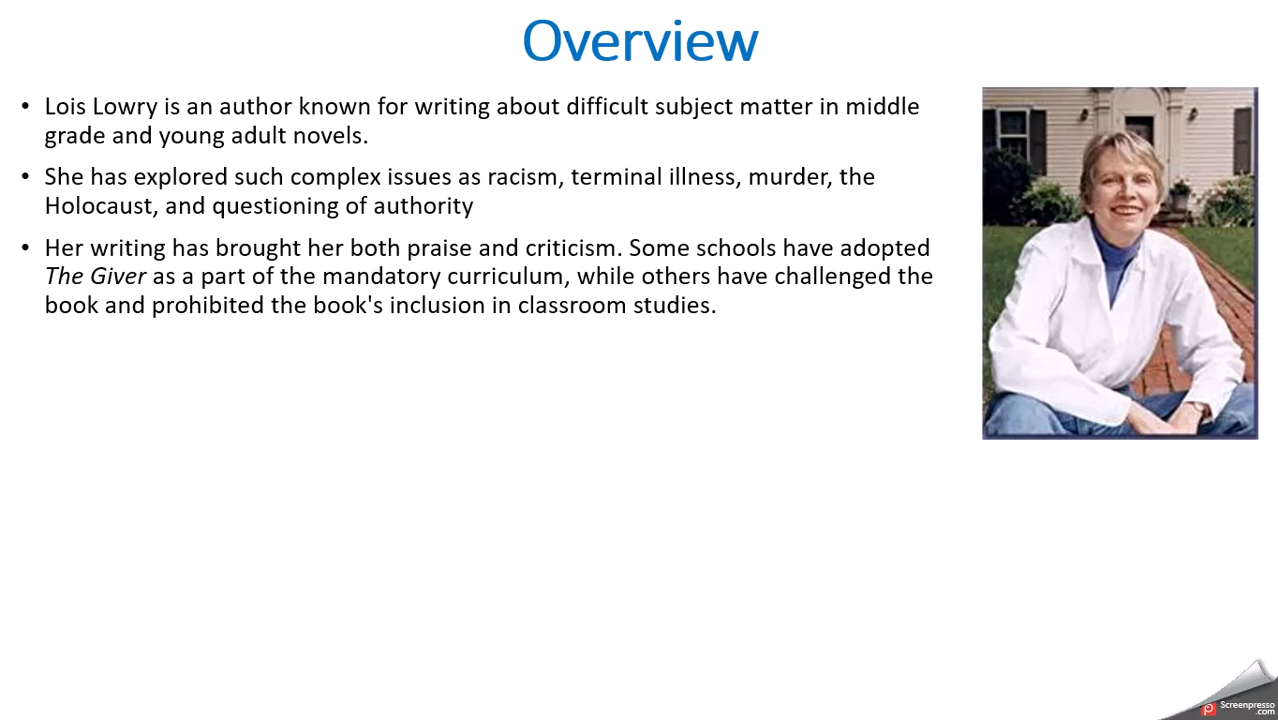 Overview
• Lois Lowry is an author known for writing about difficult subject matter in middle
grade and young adult novels.
• She has explored such complex issues as racism, terminal illness, murder, the
Holocaust, and questioning of authority
• Her writing has brought her both praise and criticism. Some schools have adopted
The Giver as a part of the mandatory curriculum, while others have challenged the
book and prohibited the book's inclusion in classroom studies.
Screenpresso
.com